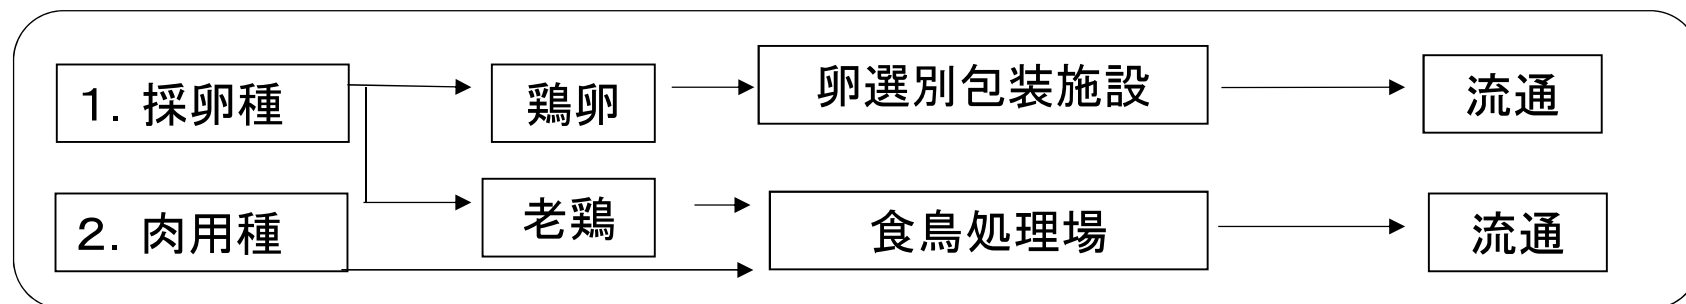 １．採卵種
鶏卵
卵選別包装施設
流通
２．肉用種
老鶏
食鳥処理場
流通